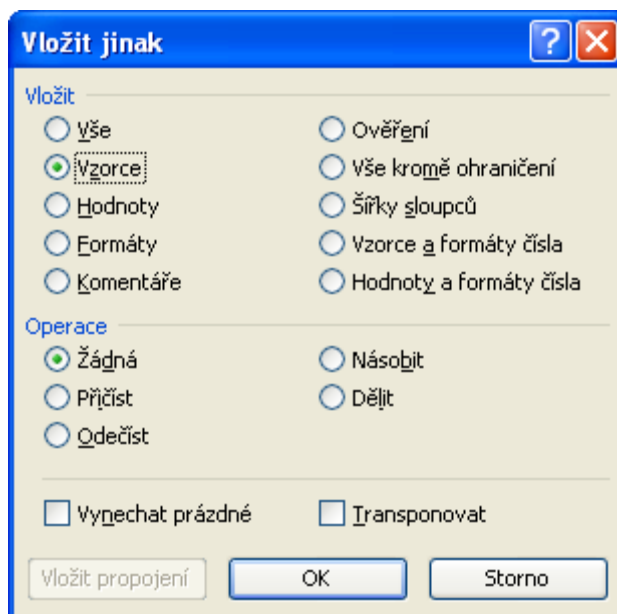 Vložit jinak
Vložit
Vše
Ověření
Vzorce
Vše kromě ohraničení
Hodnoty
Šířky sloupců
Formáty
Vzorce a formáty čísla
Komentáře
Hodnoty a formáty čísla
Operace
Žádná
Násobit
Přičíst
Dělit
Odečíst
Vynechat prázdné
Transponovat
Vložit propojení
OK
Storno